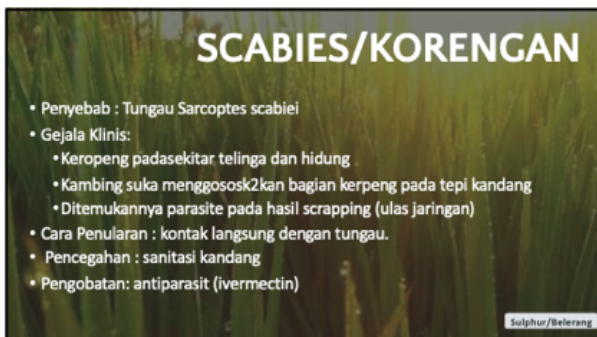 SCABIES/KORENGAN
• Penyebab : Tungau Sarcoptes scabiei
• Gejala Klinis:
•Keropeng padasekitar telinga dan hidung
•Kambing suka menggososk2kan bagian kerpeng pada tepi kandang
•Ditemukannya parasite pada hasil scrapping (ulas jaringan)
• Cara Penularan : kontak langsung dengan tungau.
• Pencegahan : sanitasi kandang
• Pengobatan: antiparasit (ivermectin)
Sulphur/Belerang